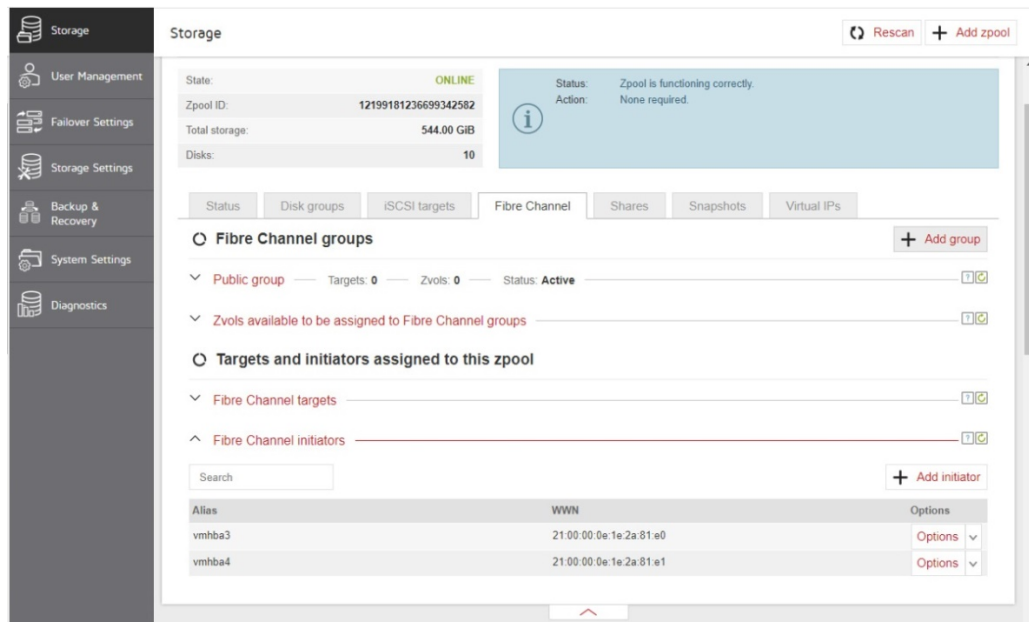 Storage
User Management
Failover Settings
Storage Settings
Backup &
Recovery
System Settings
Diagnostics
Storage
Rescan
+ Add zpool
State: ONLINE
Zpool ID: 12199181236699342582
Total storage: 544.00 GiB
Disks: 10
Status: Zpool is functioning correctly.
Action: None required.
Status Disk groups iSCSI targets Fibre Channel Shares Snapshots Virtual IPs
Fibre Channel groups
+ Add group
Public group Targets: 0 Zvols: 0 Status: Active
Zvols available to be assigned to Fibre Channel groups
Targets and initiators assigned to this zpool
Fibre Channel targets
Fibre Channel initiators
Search
+ Add initiator
Alias WWN Options
vmhba3 21:00:00:0e:1e:2a:81:e0 Options
vmhba4 21:00:00:0e:1e:2a:81:e1 Options